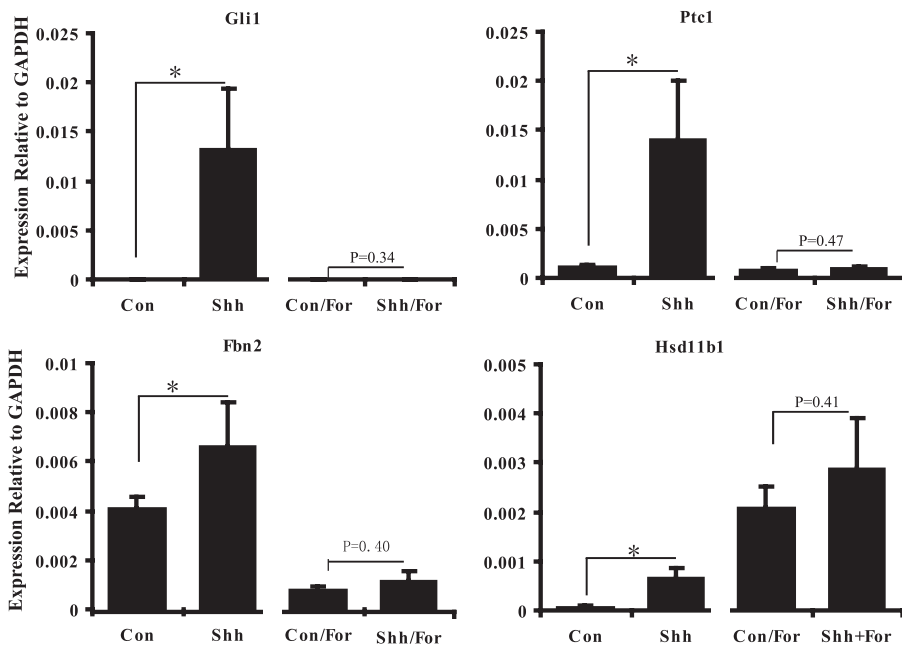 Gli1
Expression Relative to GAPDH
0.025
0.02
0.015
0.01
0.005
0
*
P=0.34
Con
Shh
Con/For
Shh/For
Ptc1
0.025
0.02
0.015
0.01
0.005
0
*
P=0.47
Con
Shh
Con/For
Shh/For
Fbn2
Expression Relative to GAPDH
0.01
0.008
0.006
0.004
0.002
0
*
P=0. 40
Con
Shh
Con/For
Shh/For
Hsd11b1
0.005
0.004
0.003
0.002
0.001
0
*
P=0.41
Con
Shh
Con/For
Shh+For